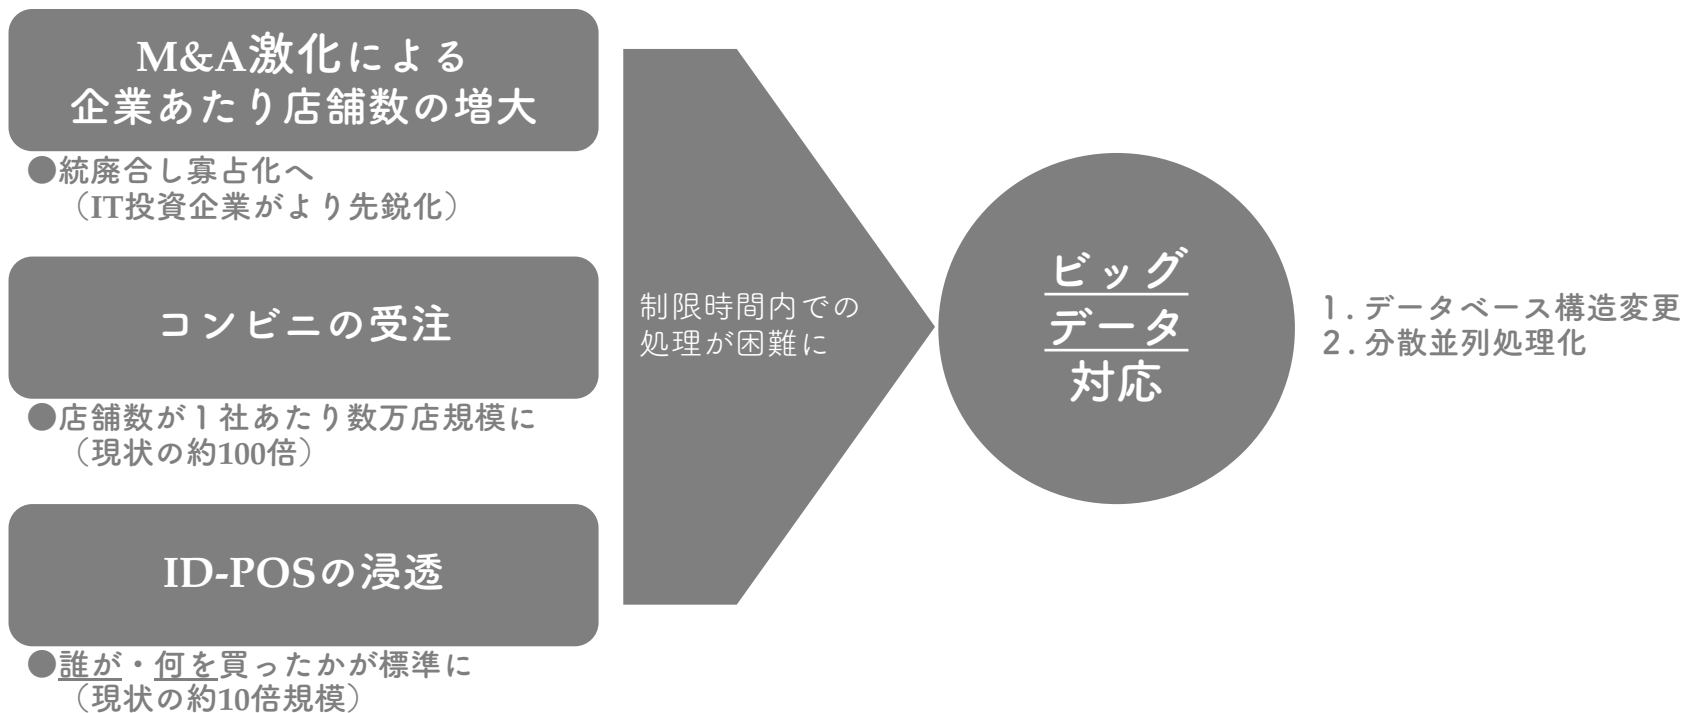 M&A激化による
企業あたり店舗数の増大
●統廃合し寡占化へ
（IT投資企業がより先鋭化）
コンビニの受注
●店舗数が１社あたり数万店規模に
（現状の約100倍）
ID-POSの浸透
●誰が・何を買ったかが標準に
（現状の約10倍規模）
制限時間内での
処理が困難に
ビッグ
データ
対応
１. データベース構造変更
２. 分散並列処理化